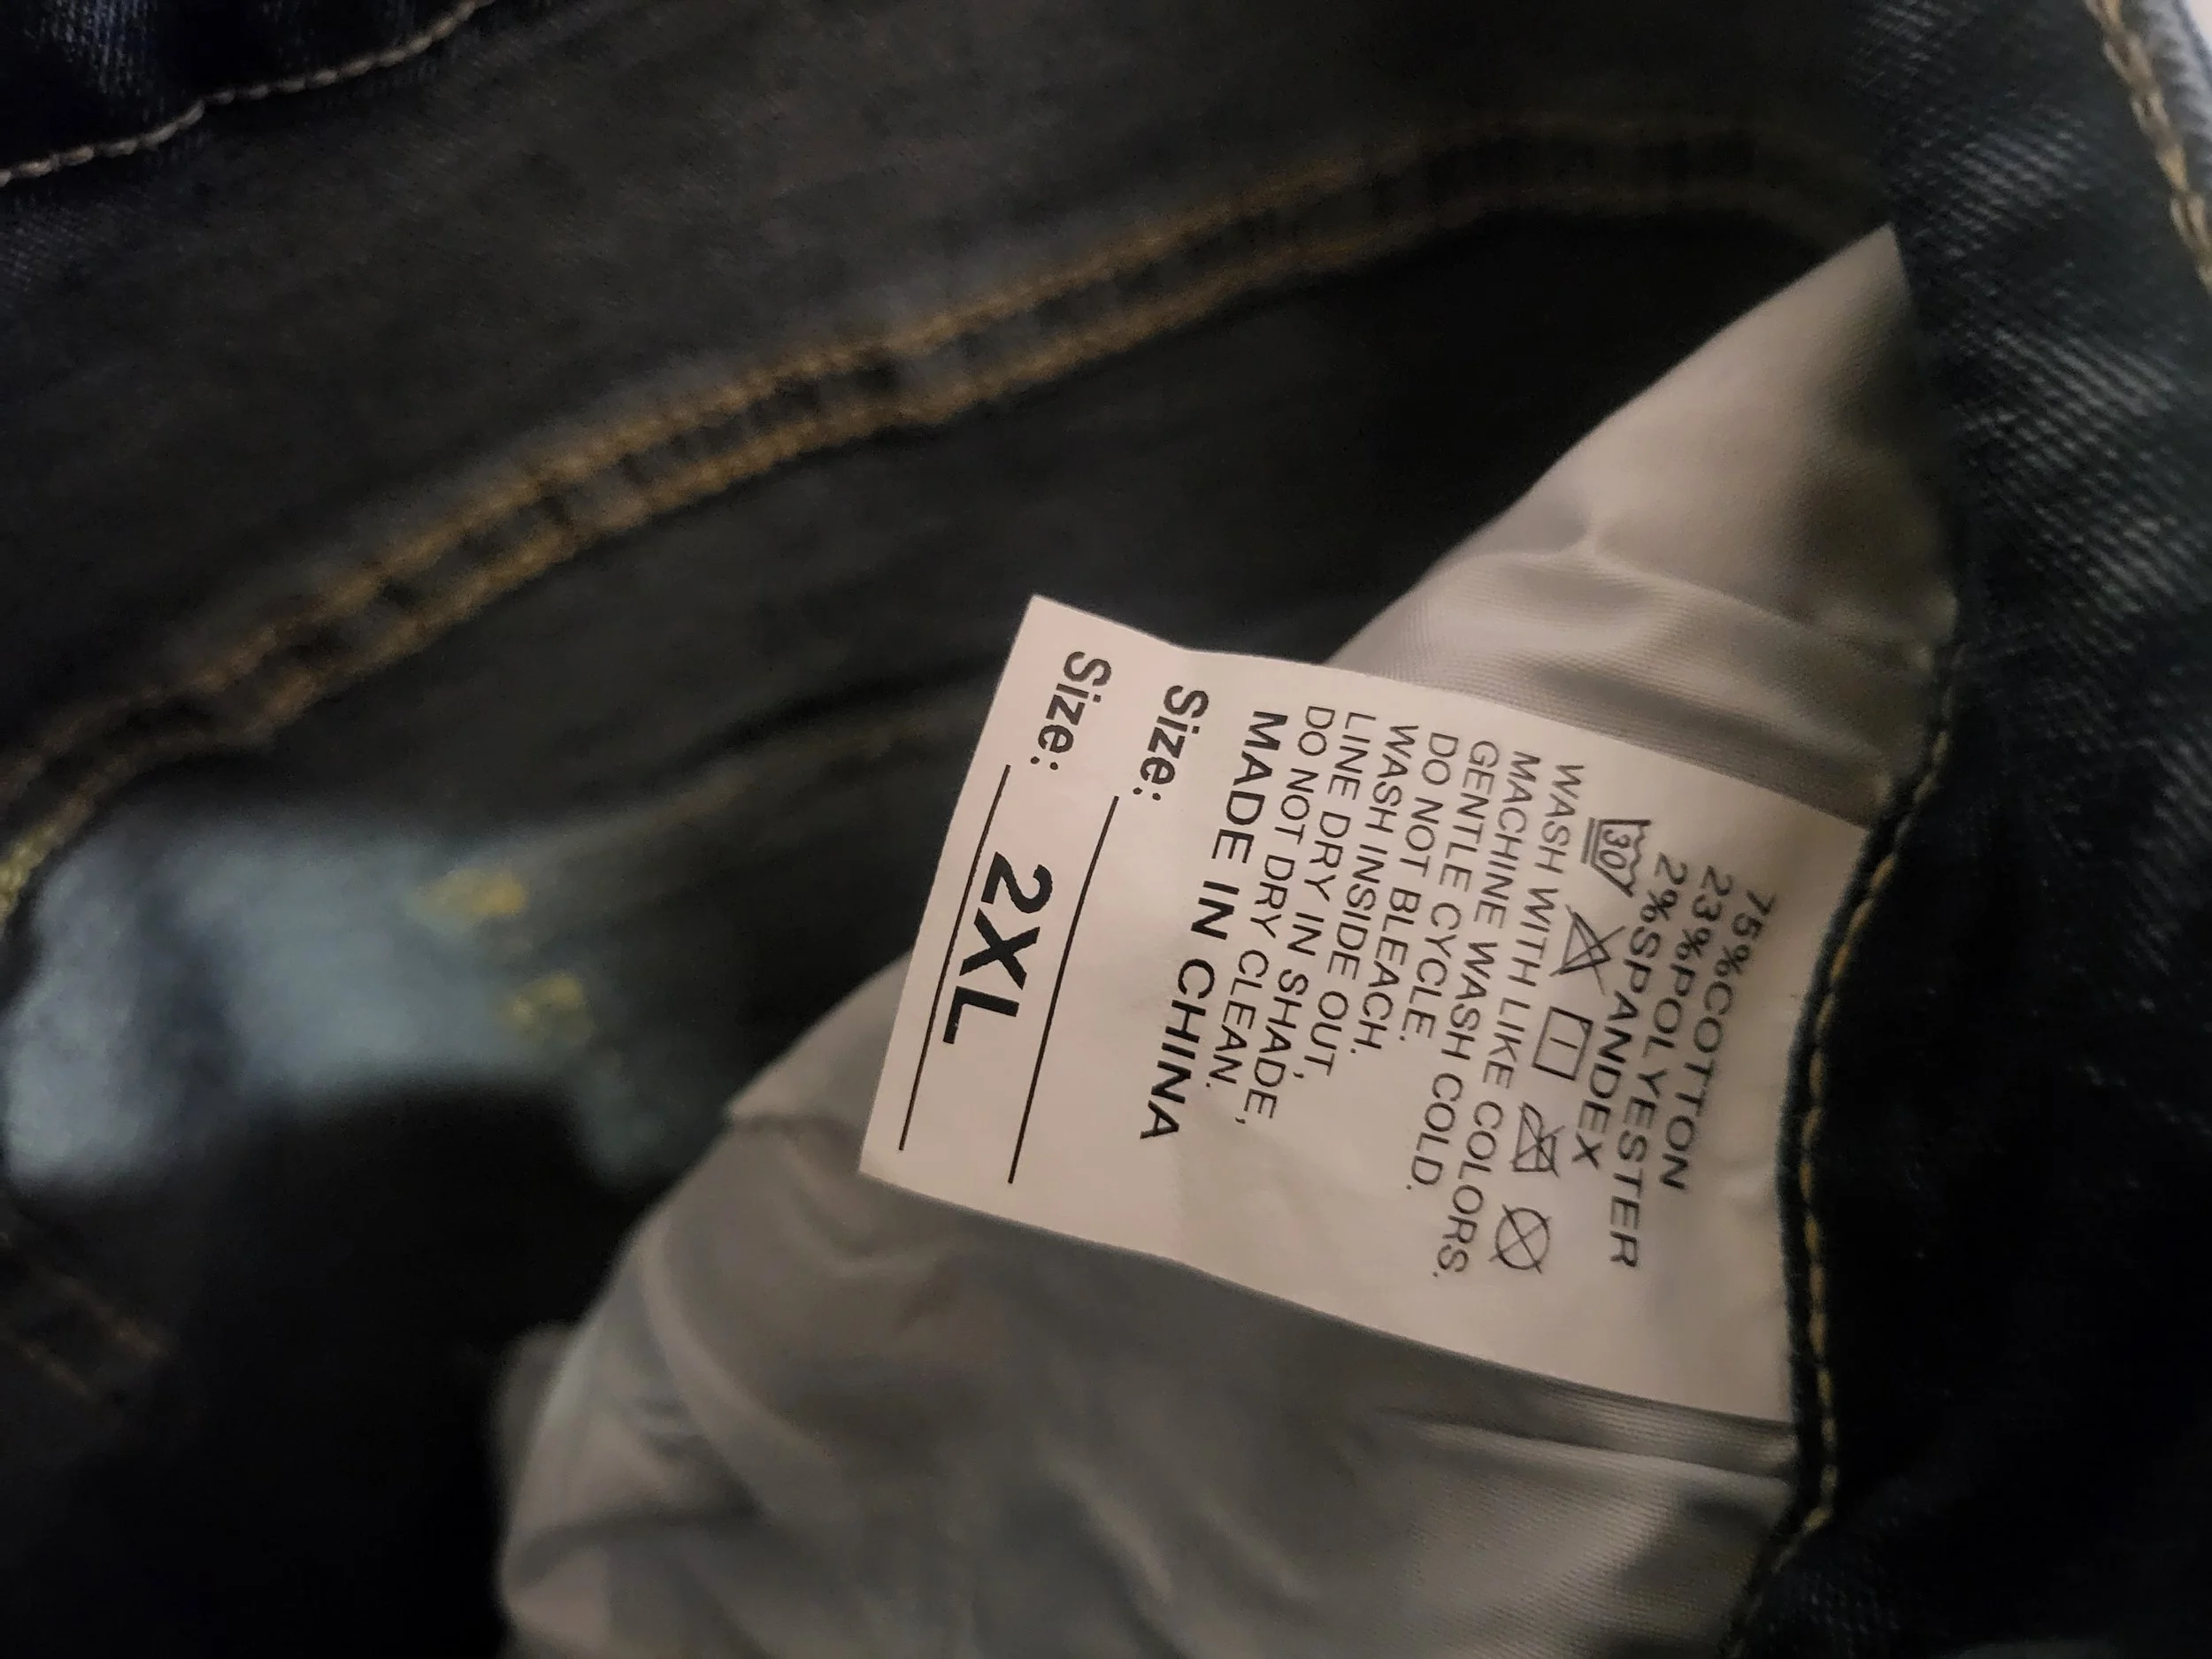 75%COTTON
23%POLYESTER
2%SPANDEX
30
WASH WITH LIKE COLORS.
MACHINE WASH COLD.
GENTLE CYCLE.
DO NOT BLEACH.
WASH INSIDE OUT,
LINE DRY IN SHADE,
DO NOT DRY CLEAN.
MADE IN CHINA
Size:
Size: 2XL